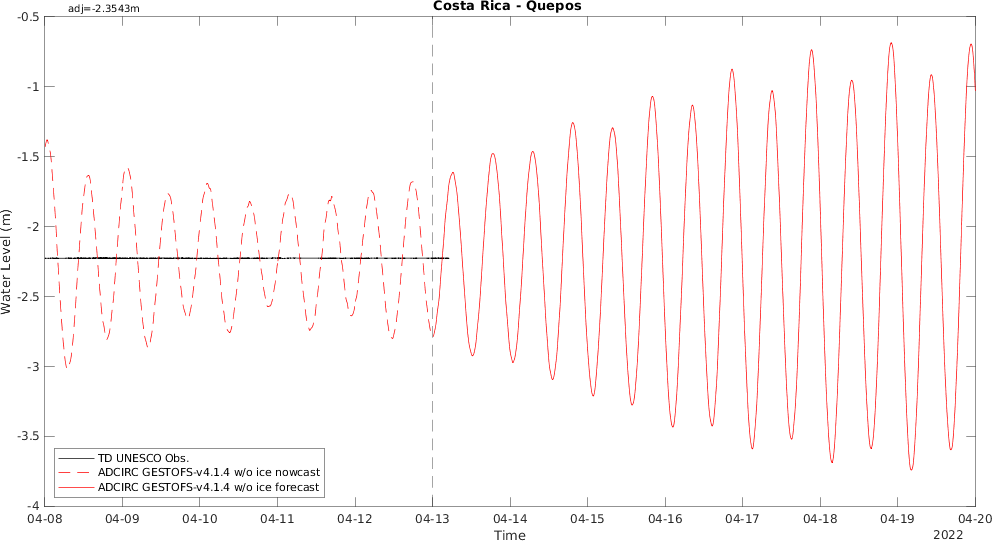 adj=-2.3543m
Costa Rica - Quepos
-0.5
-1
-1.5
-2
-2.5
-3
-3.5
-4
Water Level (m)
TD UNESCO Obs.
ADCIRC GESTOFS-v4.1.4 w/o ice nowcast
ADCIRC GESTOFS-v4.1.4 w/o ice forecast
04-08 04-09 04-10 04-11 04-12 04-13 04-14 04-15 04-16 04-17 04-18 04-19 04-20
Time
2022